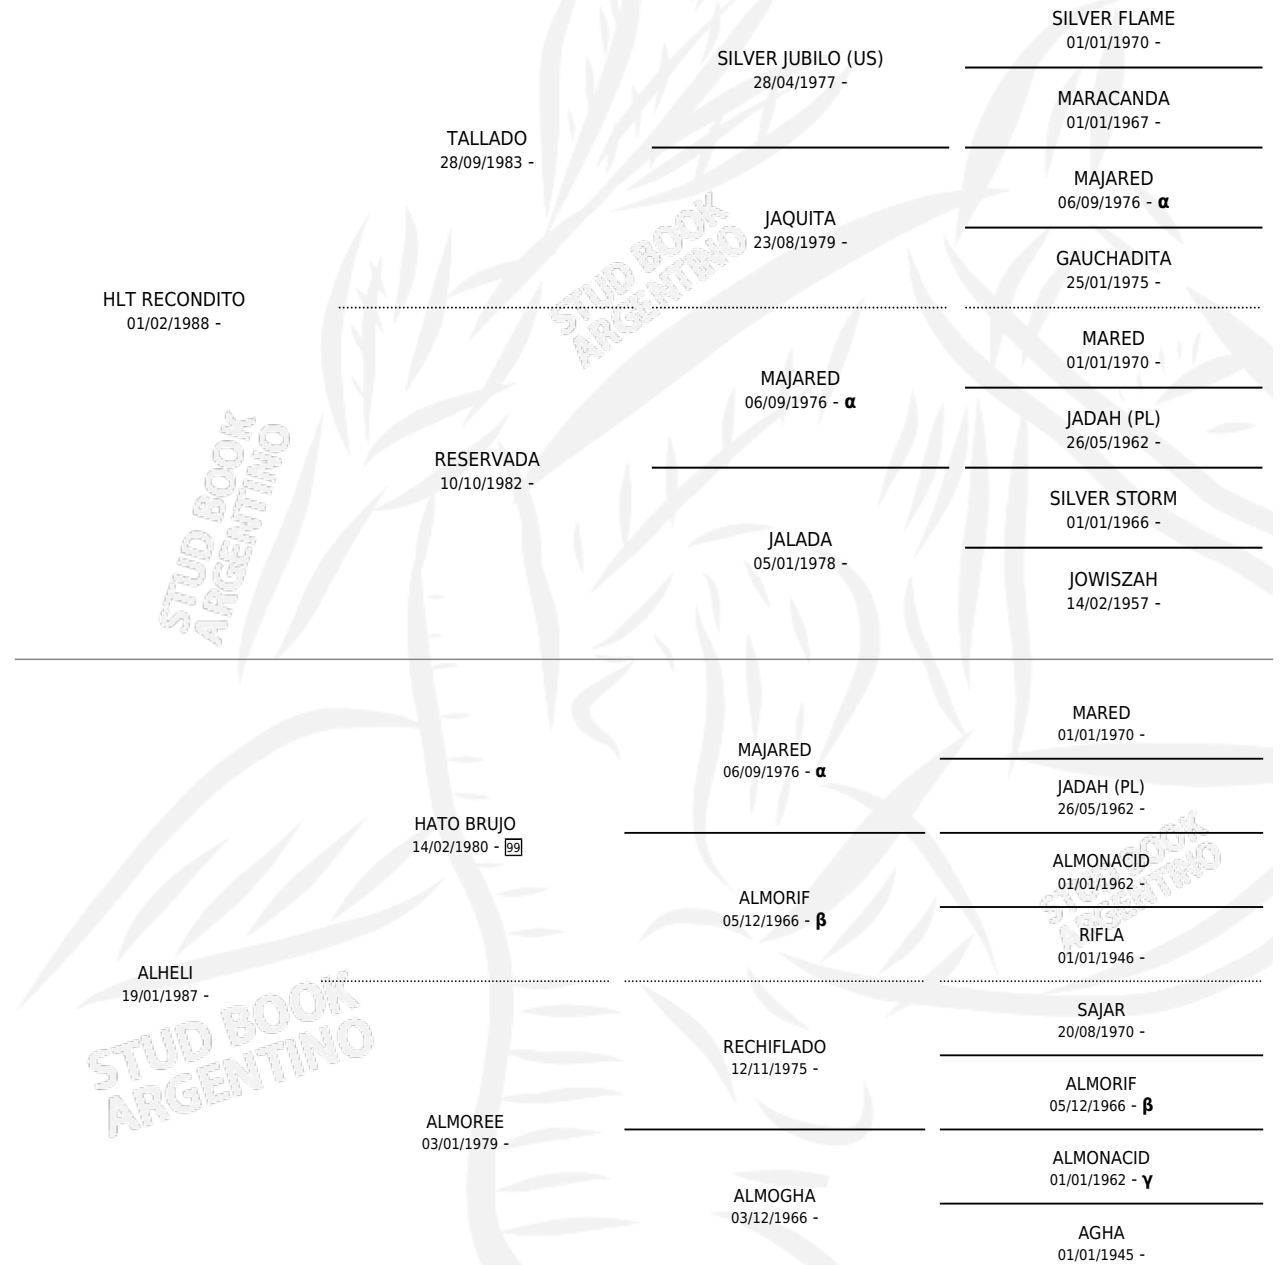 SILVER FLAME
01/01/1970 -
SILVER JUBILO (US)
28/04/1977 -
MARACANDA
01/01/1967 -
TALLADO
28/09/1983 -
MAJARED
06/09/1976 - α
JAQUITA
23/08/1979 -
GAUCHADITA
25/01/1975 -
HLT RECONDITO
01/02/1988 -
MARED
01/01/1970 -
MAJARED
06/09/1976 - α
JADAH (PL)
26/05/1962 -
RESERVADA
10/10/1982 -
SILVER STORM
01/01/1966 -
JALADA
05/01/1978 -
JOWISZAH
14/02/1957 -
MARED
01/01/1970 -
MAJARED
06/09/1976 - α
JADAH (PL)
26/05/1962 -
HATO BRUJO
14/02/1980 - 99
ALMONACID
01/01/1962 -
ALMORIF
05/12/1966 - β
RIFLA
01/01/1946 -
ALHELI
19/01/1987 -
SAJAR
20/08/1970 -
RECHIFLADO
12/11/1975 -
ALMORIF
05/12/1966 - β
ALMOREE
03/01/1979 -
ALMONACID
01/01/1962 - γ
ALMOGHA
03/12/1966 -
AGHA
01/01/1945 -
STUD BOOK
ARGENTINO
STUD BOOK
ARGENTINO
STUD BOOK
ARGENTINO
STUD BOOK
ARGENTINO